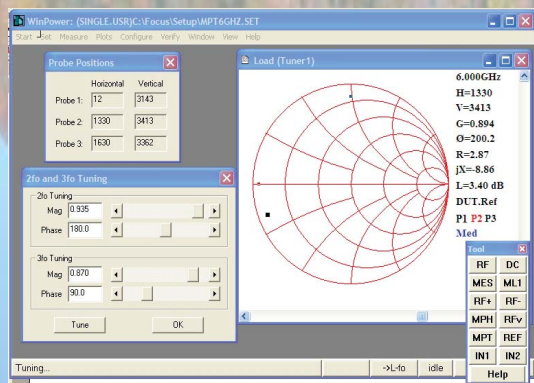 WinPower: (SINGLE.USR)C:\Focus\Setup\MPT6GHZ.SET
Start Set Measure Plots Configure Verify Window View Help
Probe Positions
Horizontal Vertical
Probe 1: 12 3143
Probe 2: 1330 3413
Probe 3: 1630 3362
2fo and 3fo Tuning
2fo Tuning
Mag 0.935
Phase 180.0
3fo Tuning
Mag 0.870
Phase 90.0
Tune OK
Load (Tuner1)
6.000GHz
H=1330
V=3413
G=0.894
Ø=200.2
R=2.87
jX=-8.86
L=3.40 dB
DUT.Ref
P1 P2 P3
Med
Tool
RF DC
MES ML1
RF+ RF-
MPH RFv
MPT REF
IN1 IN2
Help
Tuning... ->L-fo idle